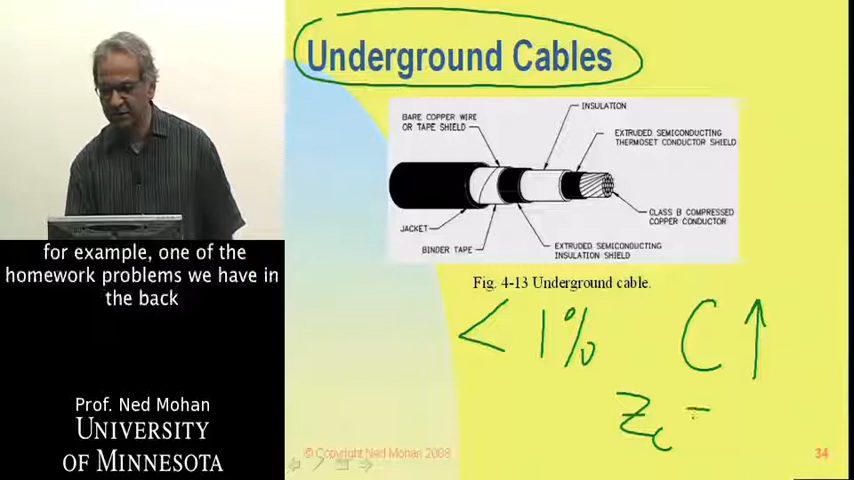 Underground Cables
INSULATION
BARE COPPER WIRE
OR TAPE SHIELD
EXTRUDED SEMICONDUCTING
THERMOSET CONDUCTOR SHIELD
CLASS B COMPRESSED
COPPER CONDUCTOR
JACKET
BINDER TAPE
EXTRUDED SEMICONDUCTING
INSULATION SHIELD
Fig. 4-13 Underground cable.
< 1% C ↑
Zc =
for example, one of the
homework problems we have in
the back
Prof. Ned Mohan
UNIVERSITY
OF MINNESOTA
© Copyright Ned Mohan 2008
34